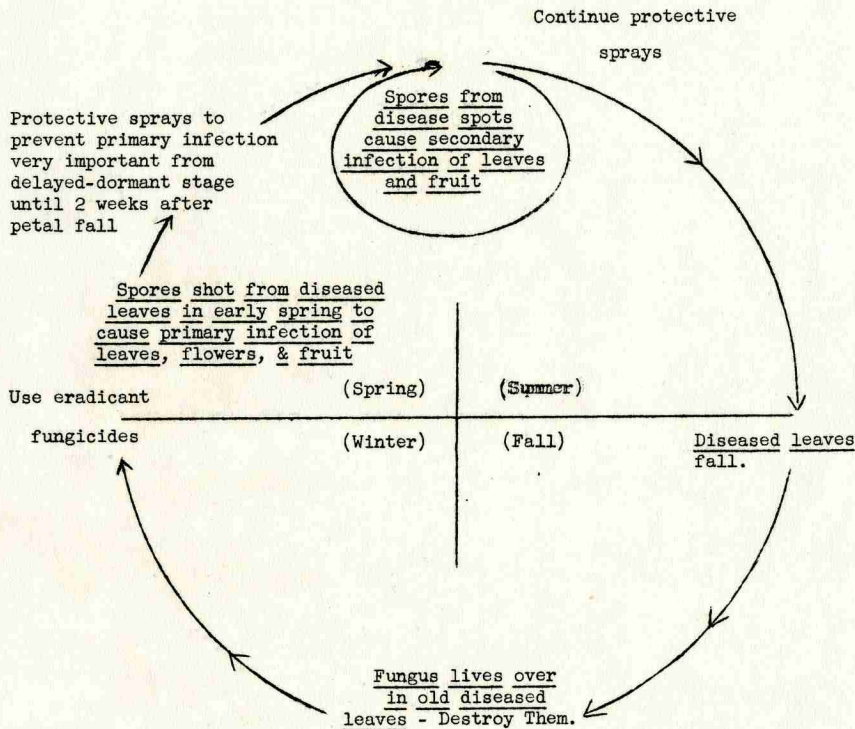 Continue protective
sprays
Spores from
disease spots
cause secondary
infection of leaves
and fruit
Protective sprays to
prevent primary infection
very important from
delayed-dormant stage
until 2 weeks after
petal fall
Spores shot from diseased
leaves in early spring to
cause primary infection of
leaves, flowers, & fruit
Use eradicant
fungicides
(Spring)
(Summer)
(Winter)
(Fall)
Diseased leaves
fall.
Fungus lives over
in old diseased
leaves - Destroy Them.